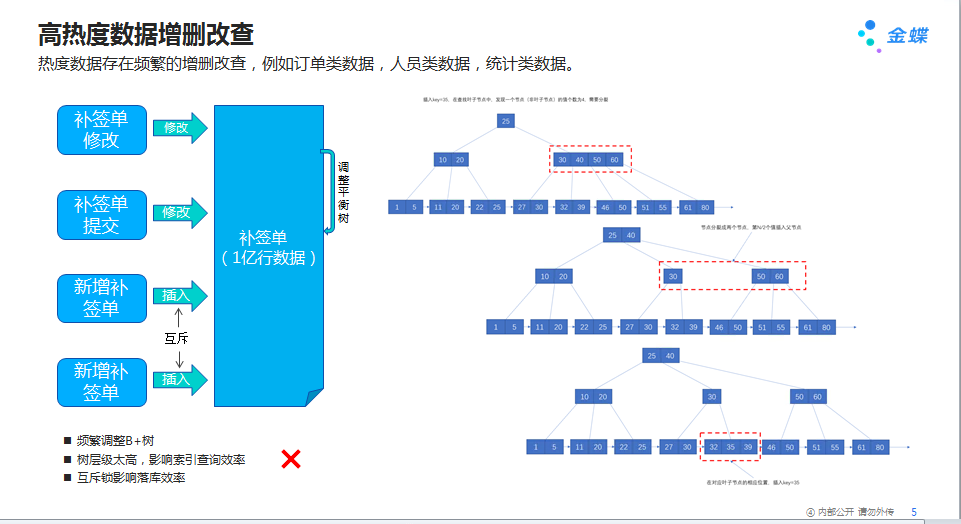 高热度数据增删改查
金蝶
热度数据存在频繁的增删改查，例如订单类数据，人员类数据，统计类数据。
补签单
修改
修改
补签单
提交
修改
新增补
签单
插入
互斥
新增补
签单
插入
补签单
（1亿行数据）
调整平衡树
频繁调整B+树
树层级太高，影响索引查询效率
互斥锁影响落库效率
插入key=35，在查找叶子节点中，发现一个节点（非叶子节点）的值个数为4，需要分裂
25
10 20 30 40 50 60
1 5 11 20 22 25 27 30 32 39 46 50 51 55 61 80
节点分裂成两个节点，第N/2个值插入父节点
25 40
10 20 30 50 60
1 5 11 20 22 25 27 30 32 39 46 50 51 55 61 80
25 40
10 20 30 50 60
1 5 11 20 22 25 27 30 32 35 39 46 50 51 55 61 80
在对应叶子节点的相应位置，插入key=35
④ 内部公开 请勿外传 5